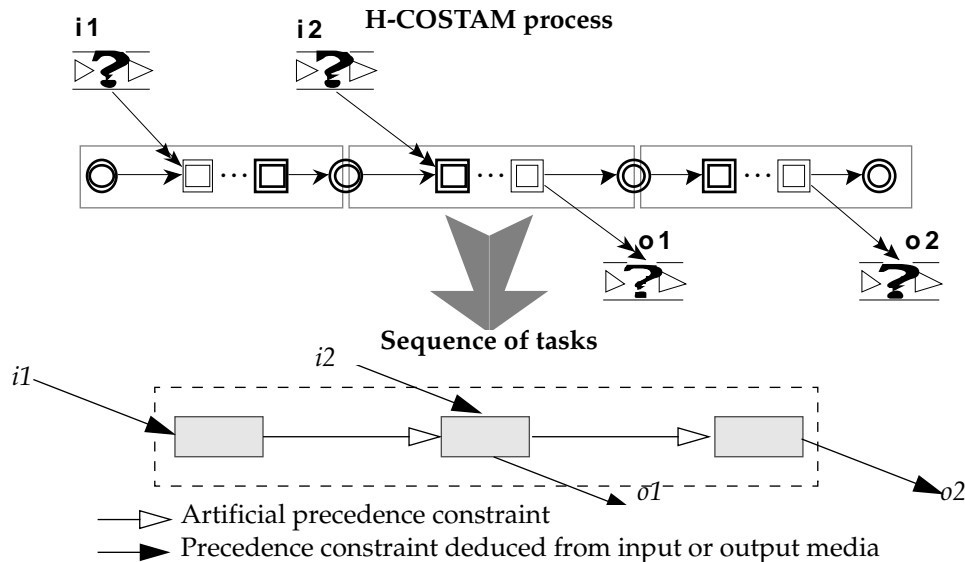 H-COSTAM process
i1
i2
?
?
...
...
...
o1
o2
?
?
Sequence of tasks
i1
i2
o1
o2
Artificial precedence constraint
Precedence constraint deduced from input or output media